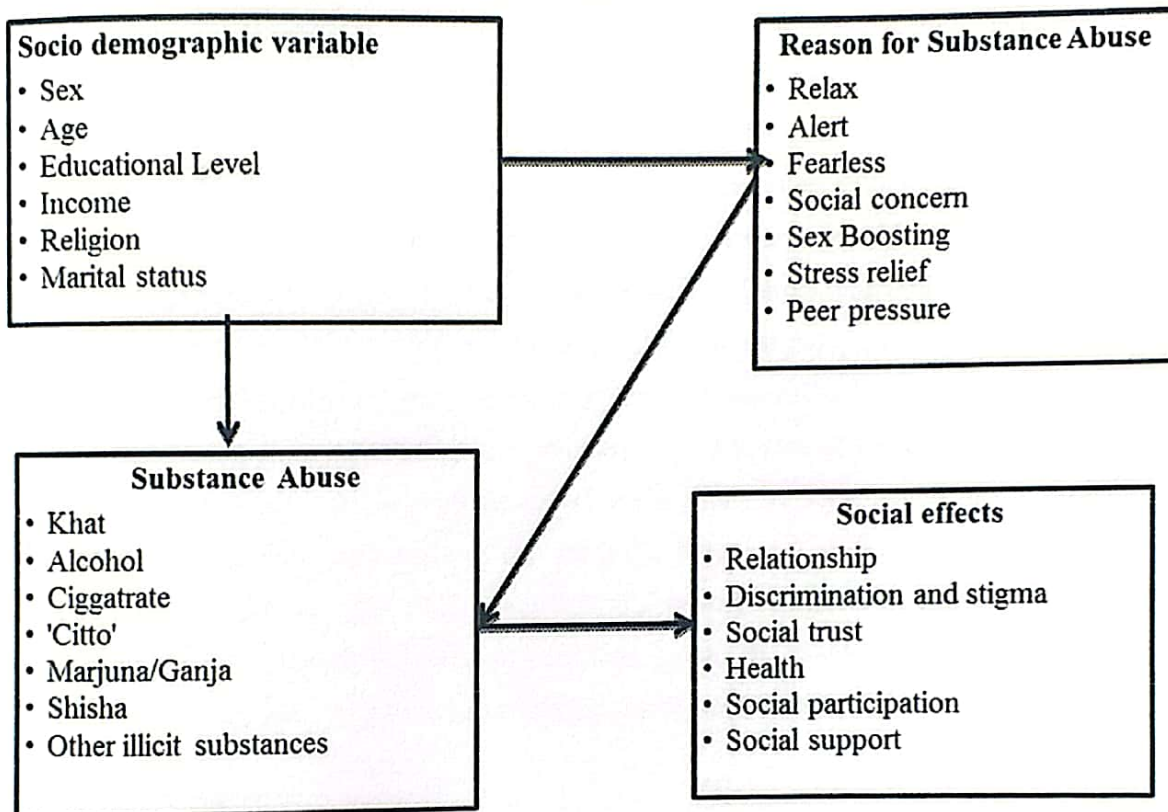 Socio demographic variable
• Sex
• Age
• Educational Level
• Income
• Religion
• Marital status
Reason for Substance Abuse
• Relax
• Alert
• Fearless
• Social concern
• Sex Boosting
• Stress relief
• Peer pressure
Substance Abuse
• Khat
• Alcohol
• Ciggatrate
• 'Citto'
• Marjuna/Ganja
• Shisha
• Other illicit substances
Social effects
• Relationship
• Discrimination and stigma
• Social trust
• Health
• Social participation
• Social support